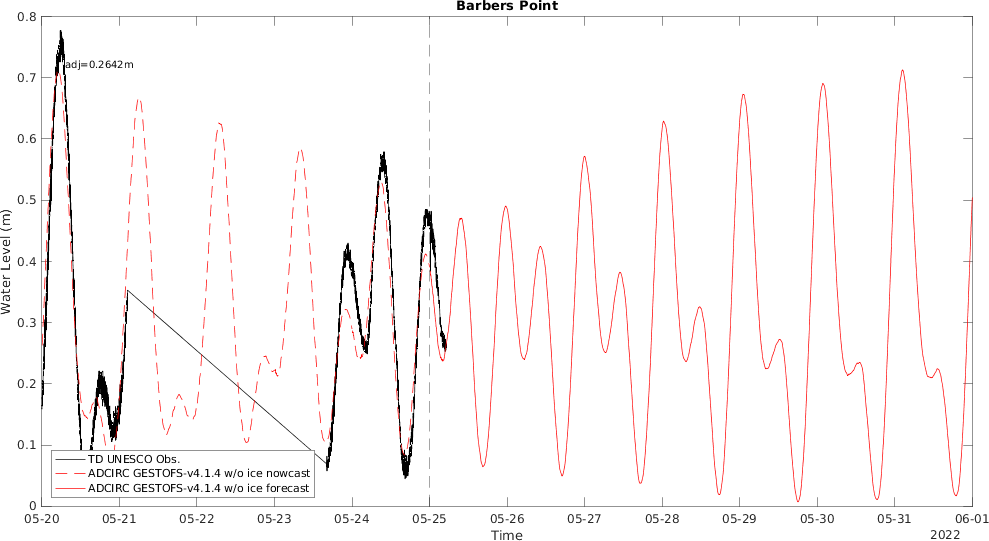 Barbers Point
adj=0.2642m
Water Level (m)
0.8
0.7
0.6
0.5
0.4
0.3
0.2
0.1
0
TD UNESCO Obs.
ADCIRC GESTOFS-v4.1.4 w/o ice nowcast
ADCIRC GESTOFS-v4.1.4 w/o ice forecast
05-20 05-21 05-22 05-23 05-24 05-25 05-26 05-27 05-28 05-29 05-30 05-31 06-01
Time
2022